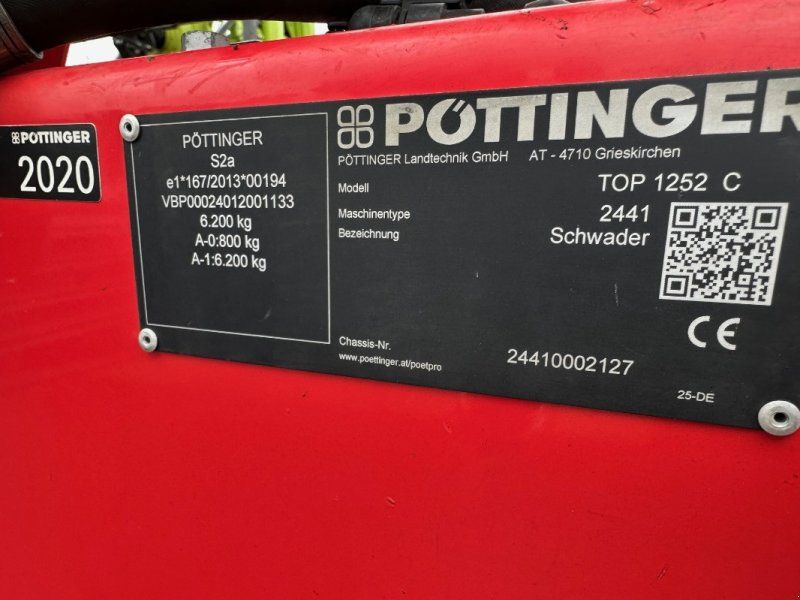 PÖTTINGER
2020
PÖTTINGER
S2a
e1*167/2013*00194
VBP00024012001133
6.200 kg
A-0:800 kg
A-1:6.200 kg
PÖTTINGER
PÖTTINGER Landtechnik GmbH AT - 4710 Grieskirchen
Modell TOP 1252 C
Maschinentype 2441
Bezeichnung Schwader
CE
Chassis-Nr. 24410002127
www.poettinger.at/poetpro
25-DE